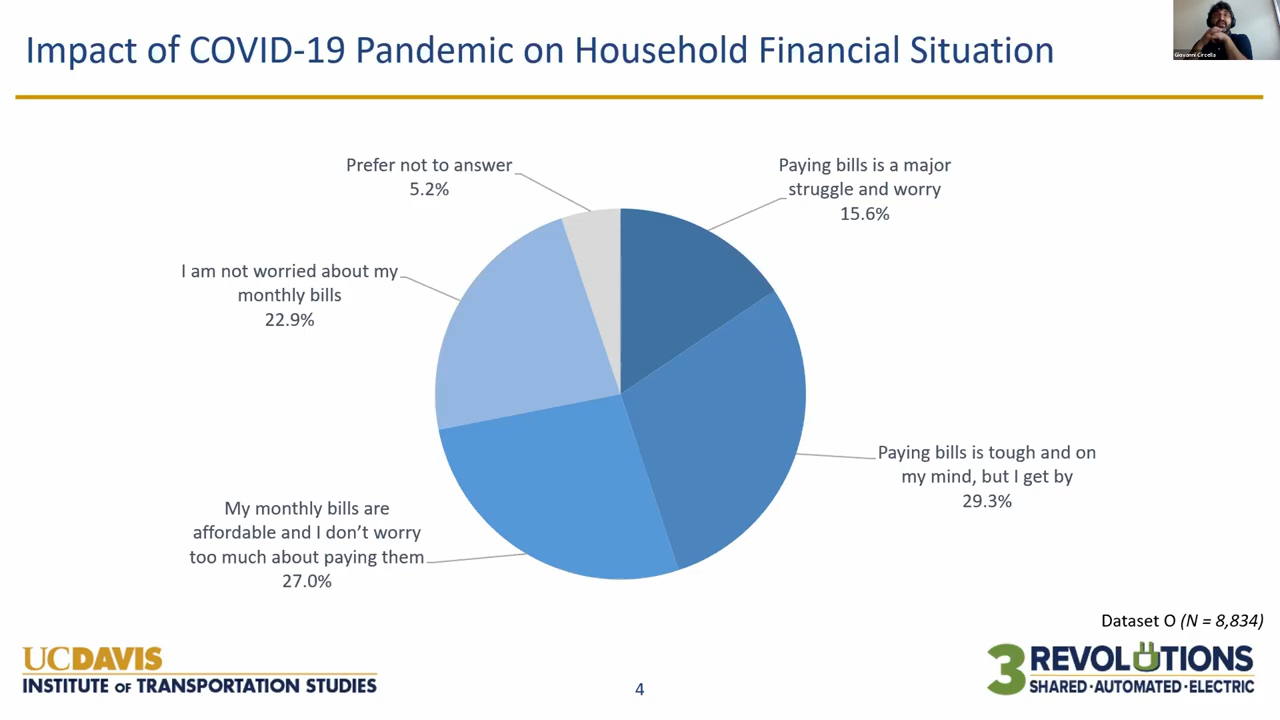 Impact of COVID-19 Pandemic on Household Financial Situation
Giovanni Circella
Prefer not to answer
5.2%
Paying bills is a major
struggle and worry
15.6%
I am not worried about my
monthly bills
22.9%
Paying bills is tough and on
my mind, but I get by
29.3%
My monthly bills are
affordable and I don’t worry
too much about paying them
27.0%
Dataset O (N = 8,834)
UCDAVIS
INSTITUTE OF TRANSPORTATION STUDIES
4
3 REVOLUTIONS
SHARED·AUTOMATED·ELECTRIC